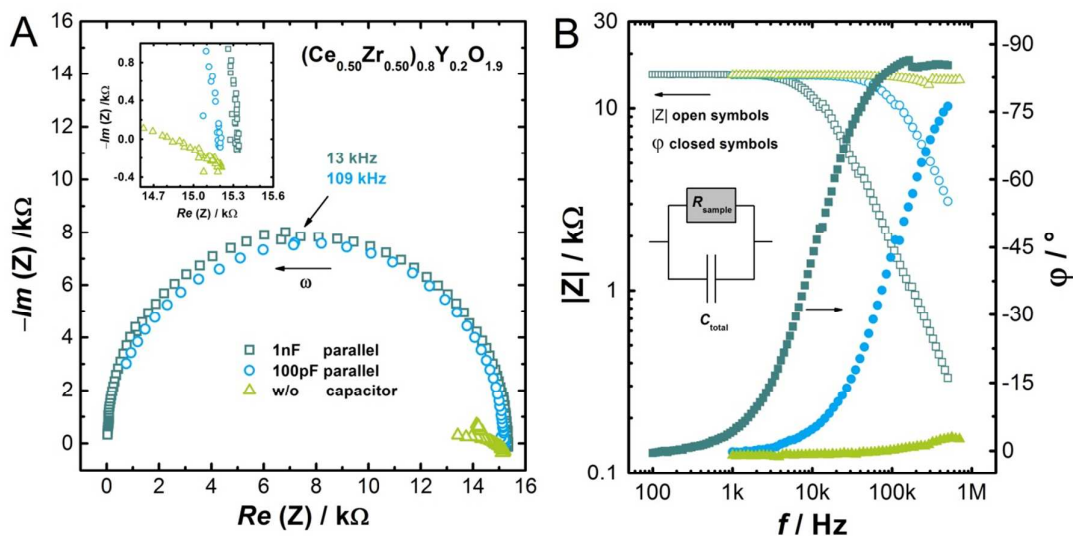 A
(Ce0.50Zr0.50)0.8Y0.2O1.9
–Im (Z) /kΩ
16
14
12
10
8
6
4
2
0
0 2 4 6 8 10 12 14 16
Re (Z) / kΩ
–Im (Z) / kΩ
0.8
0.4
0.0
-0.4
14.7 15.0 15.3 15.6
Re (Z) / kΩ
13 kHz
109 kHz
ω
1nF parallel
100pF parallel
w/o capacitor
B
|Z| / kΩ
30
10
1
0.1
100 1k 10k 100k 1M
f / Hz
|Z| open symbols
φ closed symbols
Rsample
Ctotal
-90
-75
-60
-45
-30
-15
0
φ / °